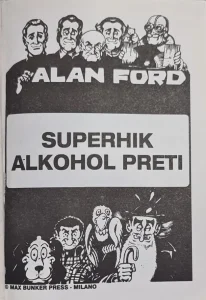 ALAN FORD
SUPERHIK
ALKOHOL PRETI
© MAX BUNKER PRESS - MILANO